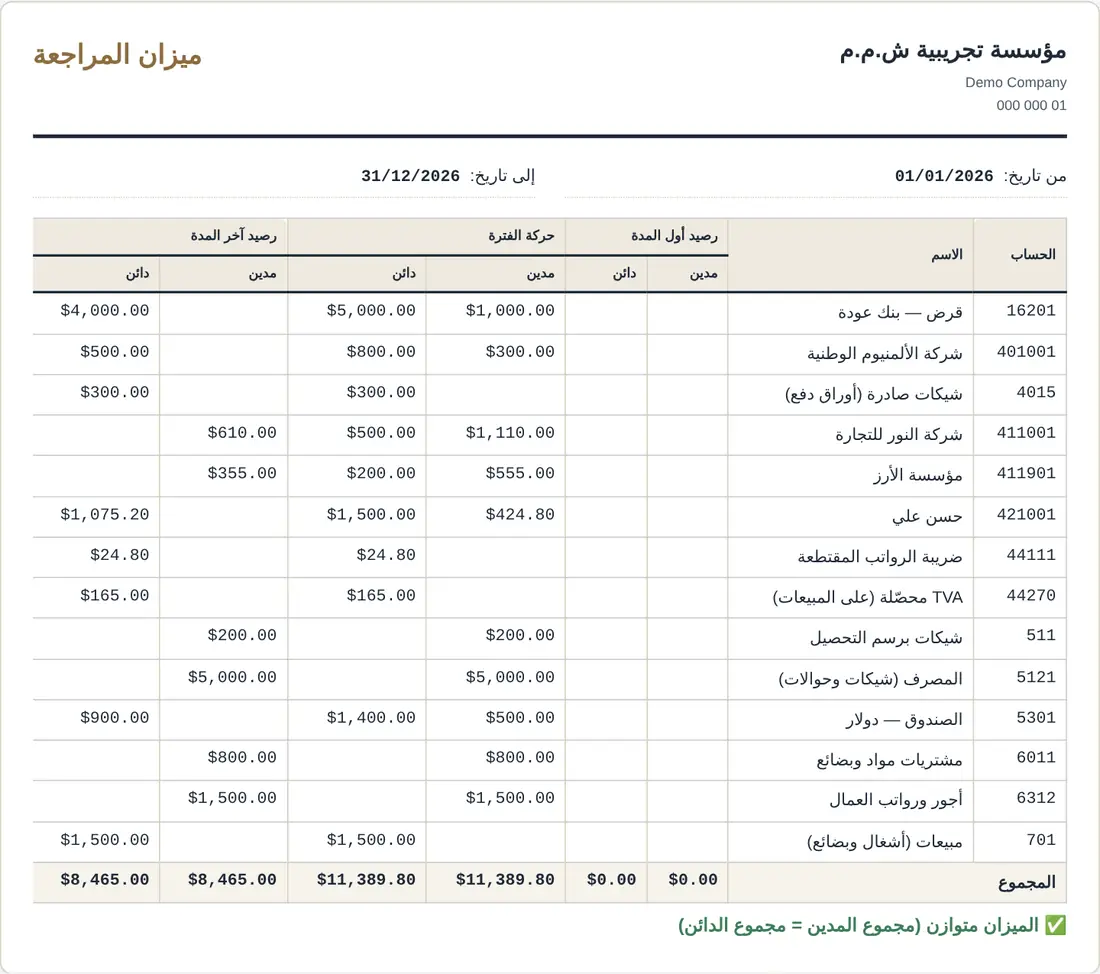 مؤسسة تجريبية ش.م.م
ميزان المراجعة
Demo Company
000 000 01
من تاريخ: 01/01/2026
إلى تاريخ: 31/12/2026
الحساب الاسم رصيد أول المدة حركة الفترة رصيد آخر المدة
مدين دائن مدين دائن مدين دائن
16201 قرض — بنك عودة $1,000.00 $5,000.00 $4,000.00
401001 شركة الألمنيوم الوطنية $300.00 $800.00 $500.00
4015 شيكات صادرة (أوراق دفع) $300.00 $300.00
411001 شركة النور للتجارة $1,110.00 $500.00 $610.00
411901 مؤسسة الأرز $555.00 $200.00 $355.00
421001 حسن علي $424.80 $1,500.00 $1,075.20
44111 ضريبة الرواتب المقتطعة $24.80 $24.80
44270 TVA محصّلة (على المبيعات) $165.00 $165.00
511 شيكات برسم التحصيل $200.00 $200.00
5121 المصرف (شيكات وحوالات) $5,000.00 $5,000.00
5301 الصندوق — دولار $500.00 $1,400.00 $900.00
6011 مشتريات مواد وبضائع $800.00 $800.00
6312 أجور ورواتب العمال $1,500.00 $1,500.00
701 مبيعات (أشغال وبضائع) $1,500.00 $1,500.00
المجموع $0.00 $0.00 $11,389.80 $11,389.80 $8,465.00 $8,465.00
✅ الميزان متوازن (مجموع المدين = مجموع الدائن)